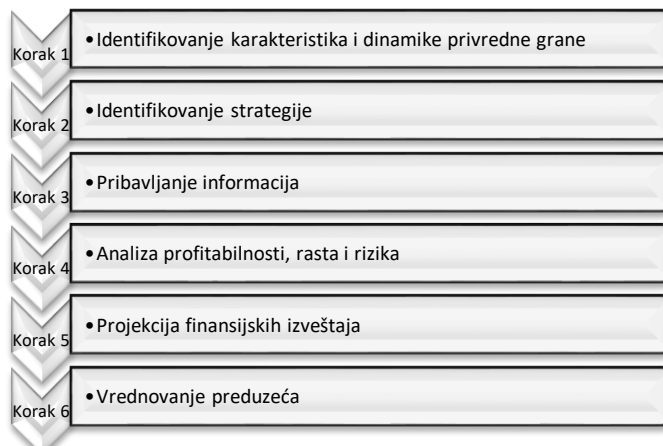 Korak 1
•Identifikovanje karakteristika i dinamike privredne grane
Korak 2
•Identifikovanje strategije
Korak 3
•Pribavljanje informacija
Korak 4
•Analiza profitabilnosti, rasta i rizika
Korak 5
•Projekcija finansijskih izveštaja
Korak 6
•Vrednovanje preduzeća